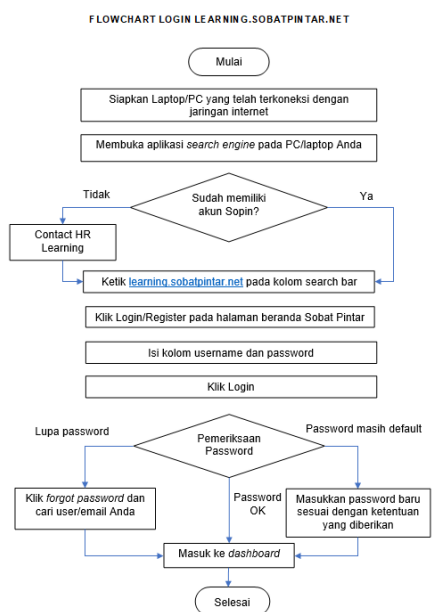 FLOWCHART LOGIN LEARNING.SOBATPINTAR.NET
Mulai
Siapkan Laptop/PC yang telah terkoneksi dengan
jaringan internet
Membuka aplikasi search engine pada PC/laptop Anda
Tidak
Sudah memiliki
akun Sopin?
Ya
Contact HR
Learning
Ketik learning.sobatpintar.net pada kolom search bar
Klik Login/Register pada halaman beranda Sobat Pintar
Isi kolom username dan password
Klik Login
Lupa password
Pemeriksaan
Password
Password masih default
Klik forgot password dan
cari user/email Anda
Password
OK
Masukkan password baru
sesuai dengan ketentuan
yang diberikan
Masuk ke dashboard
Selesai